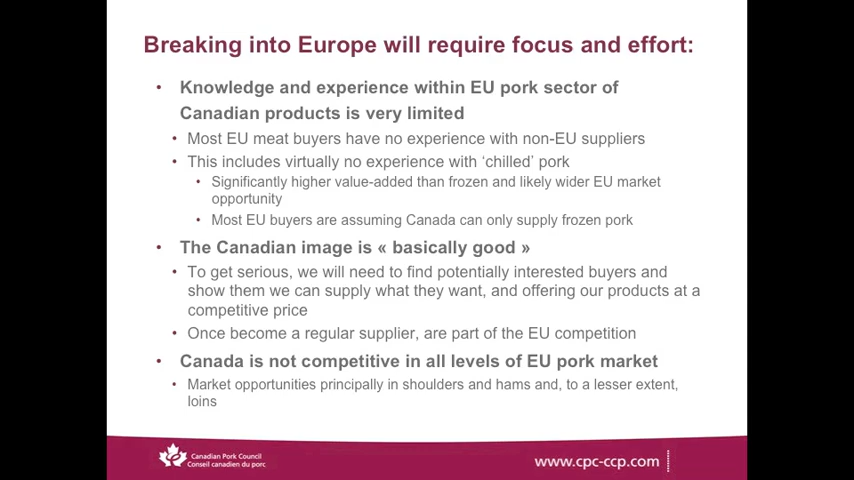 Breaking into Europe will require focus and effort:
• Knowledge and experience within EU pork sector of
Canadian products is very limited
• Most EU meat buyers have no experience with non-EU suppliers
• This includes virtually no experience with ‘chilled’ pork
• Significantly higher value-added than frozen and likely wider EU market
opportunity
• Most EU buyers are assuming Canada can only supply frozen pork
• The Canadian image is « basically good »
• To get serious, we will need to find potentially interested buyers and
show them we can supply what they want, and offering our products at a
competitive price
• Once become a regular supplier, are part of the EU competition
• Canada is not competitive in all levels of EU pork market
• Market opportunities principally in shoulders and hams and, to a lesser extent,
loins
Canadian Pork Council
Conseil canadien du porc
www.cpc-ccp.com